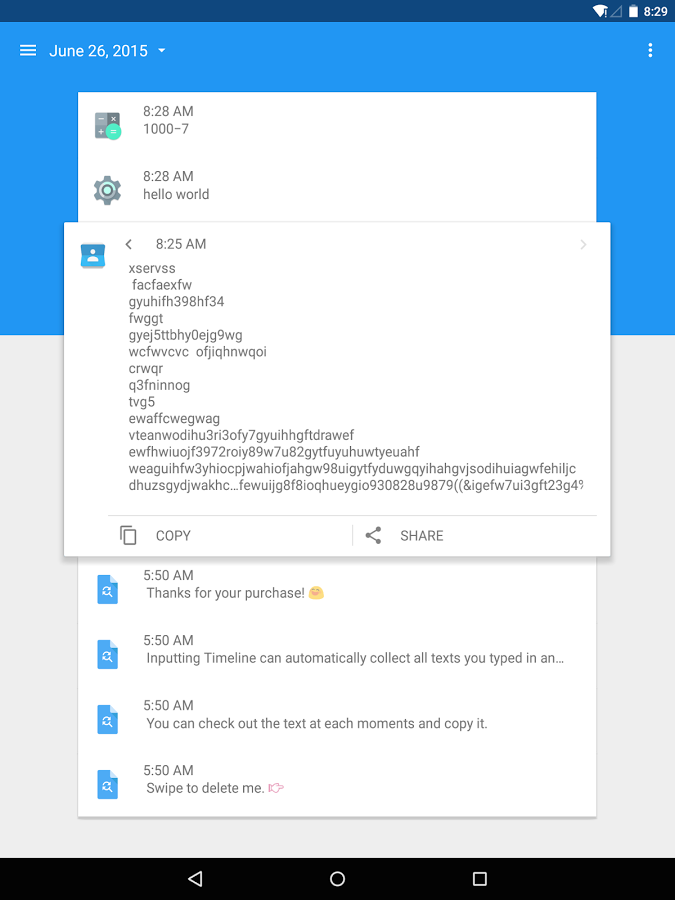 8:29
June 26, 2015
8:28 AM
1000−7
8:28 AM
hello world
8:25 AM
xservss
facfaexfw
gyuhifh398hf34
fwggt
gyej5ttbhy0ejg9wg
wcfwvcvc  ofjiqhnwqoi
crwqr
q3fninnog
tvg5
ewaffcwegwag
vteanwodihu3ri3ofy7gyuihhgftdrawef
ewfhwiuojf3972roiy89w7u82gytfuyuhuwtyeuahf
weaguihfw3yhiocpjwahiofjahgw98uigytfyduwgqyihahgvjsodihuiagwfehiljc
dhuzsgydjwakhc…fewuijg8f8ioqhueygio930828u9879((&igefw7ui3gft23g4%
COPY
SHARE
5:50 AM
Thanks for your purchase! 😊
5:50 AM
Inputting Timeline can automatically collect all texts you typed in an…
5:50 AM
You can check out the text at each moments and copy it.
5:50 AM
Swipe to delete me. 👉